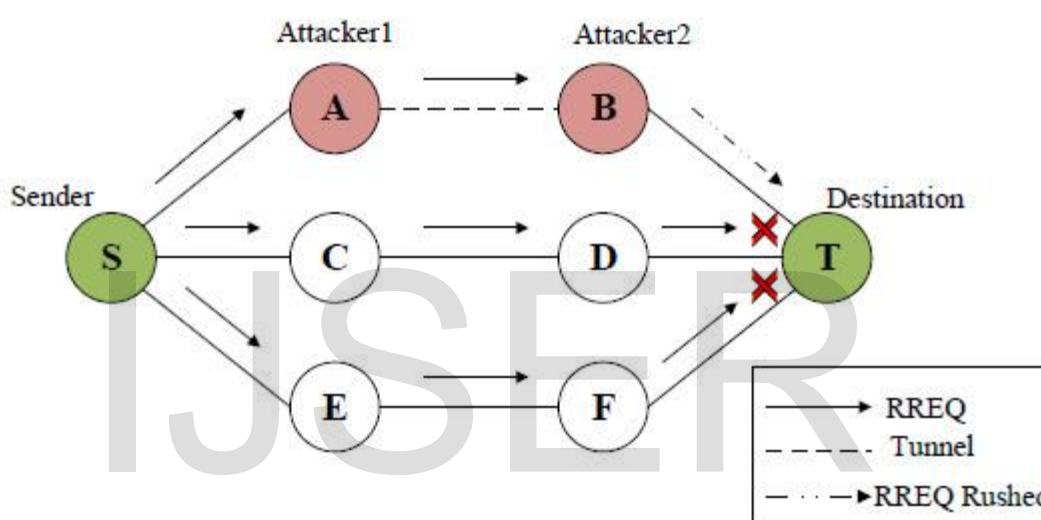 Attacker1
Attacker2
A
B
Sender
Destination
S
C
D
T
E
F
IJSER
RREQ
Tunnel
RREQ Rushed